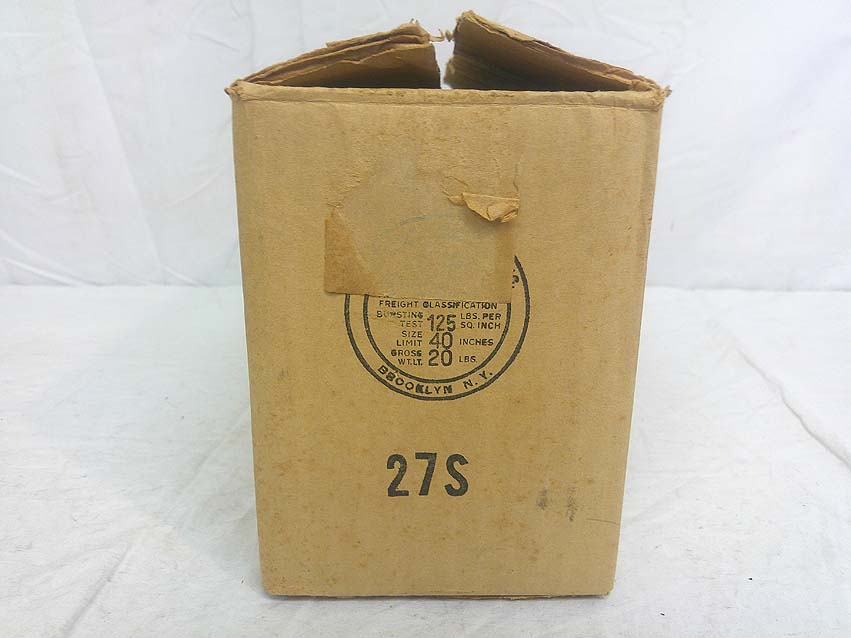 FREIGHT CLASSIFICATION
BURSTING TEST 125 LBS. PER SQ. INCH
SIZE LIMIT 40 INCHES
GROSS WT. LT. 20 LBS.
BROOKLYN N.Y.
27S